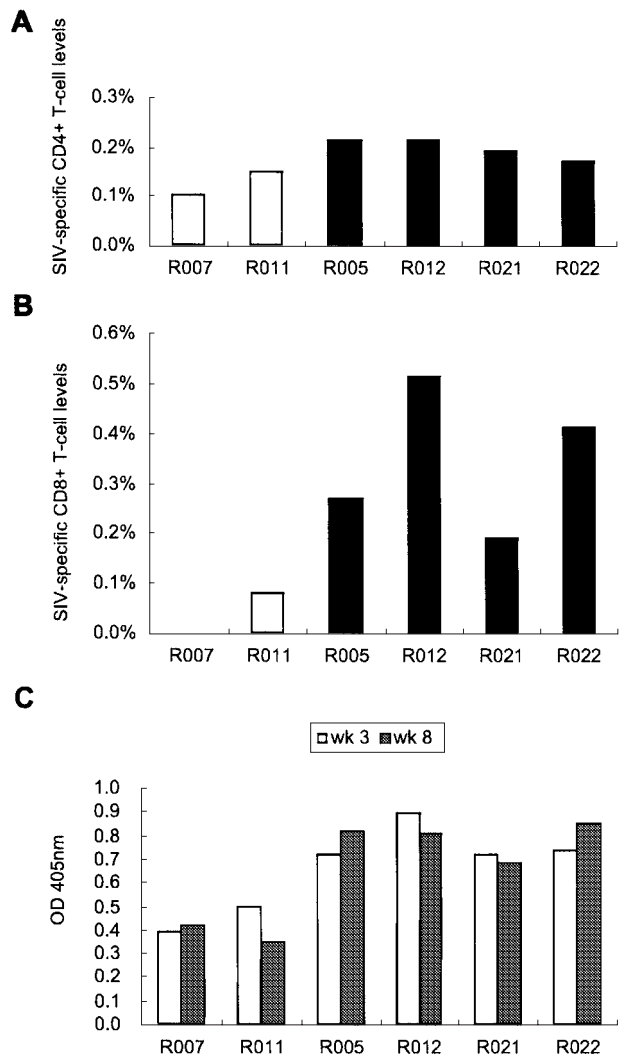 A
SIV-specific CD4+ T-cell levels
0.3%
0.2%
0.1%
0.0%
R007 R011 R005 R012 R021 R022
B
SIV-specific CD8+ T-cell levels
0.6%
0.5%
0.4%
0.3%
0.2%
0.1%
0.0%
R007 R011 R005 R012 R021 R022
C
wk 3 wk 8
OD 405nm
1.0
0.9
0.8
0.7
0.6
0.5
0.4
0.3
0.2
0.1
0.0
R007 R011 R005 R012 R021 R022